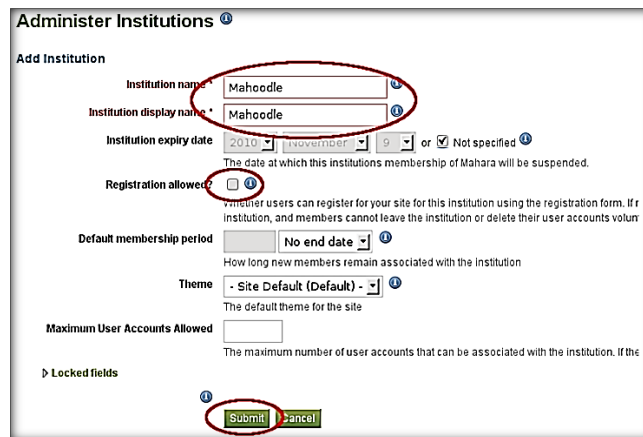 Administer Institutions
Add Institution
Institution name * Mahoodle
Institution display name * Mahoodle
Institution expiry date 2010 November 9 or Not specified
The date at which this institutions membership of Mahara will be suspended.
Registration allowed?
Whether users can register for your site for this institution using the registration form. If
institution, and members cannot leave the institution or delete their user accounts
Default membership period No end date
How long new members remain associated with the institution
Theme - Site Default (Default) -
The default theme for the site
Maximum User Accounts Allowed
The maximum number of user accounts that can be associated with the institution. If the
Locked fields
Submit Cancel